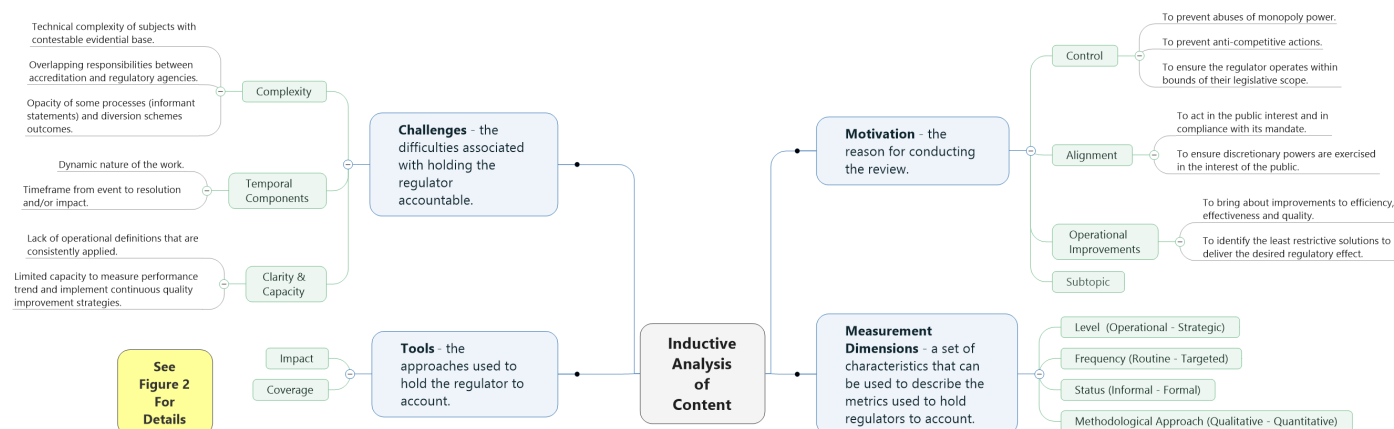 Technical complexity of subjects with
contestable evidential base.
Overlapping responsibilities between
accreditation and regulatory agencies.
Opacity of some processes (informant
statements) and diversion schemes
outcomes.
Complexity
Dynamic nature of the work.
Timeframe from event to resolution
and/or impact.
Temporal
Components
Lack of operational definitions that are
consistently applied.
Limited capacity to measure performance
trend and implement continuous quality
improvement strategies.
Clarity &
Capacity
Challenges - the
difficulties associated
with holding the
regulator
accountable.
See
Figure 2
For
Details
Impact
Coverage
Tools - the
approaches used to
hold the regulator to
account.
Inductive
Analysis
of
Content
Motivation - the
reason for conducting
the review.
Control
To prevent abuses of monopoly power.
To prevent anti-competitive actions.
To ensure the regulator operates within
bounds of their legislative scope.
Alignment
To act in the public interest and in
compliance with its mandate.
To ensure discretionary powers are exercised
in the interest of the public.
Operational
Improvements
To bring about improvements to efficiency,
effectiveness and quality.
To identify the least restrictive solutions to
deliver the desired regulatory effect.
Subtopic
Measurement
Dimensions - a set of
characteristics that can
be used to describe the
metrics used to hold
regulators to account.
Level (Operational - Strategic)
Frequency (Routine - Targeted)
Status (Informal - Formal)
Methodological Approach (Qualitative - Quantitative)